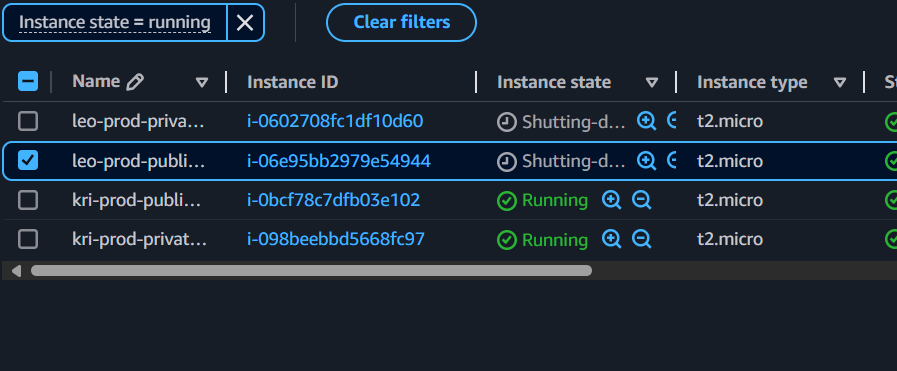 Instance state = running
Clear filters
Name Instance ID Instance state Instance type St
leo-prod-priva... i-0602708fc1df10d60 Shutting-d... t2.micro
leo-prod-publi... i-06e95bb2979e54944 Shutting-d... t2.micro
kri-prod-publi... i-0bcf78c7dfb03e102 Running t2.micro
kri-prod-privat... i-098beebbd5668fc97 Running t2.micro